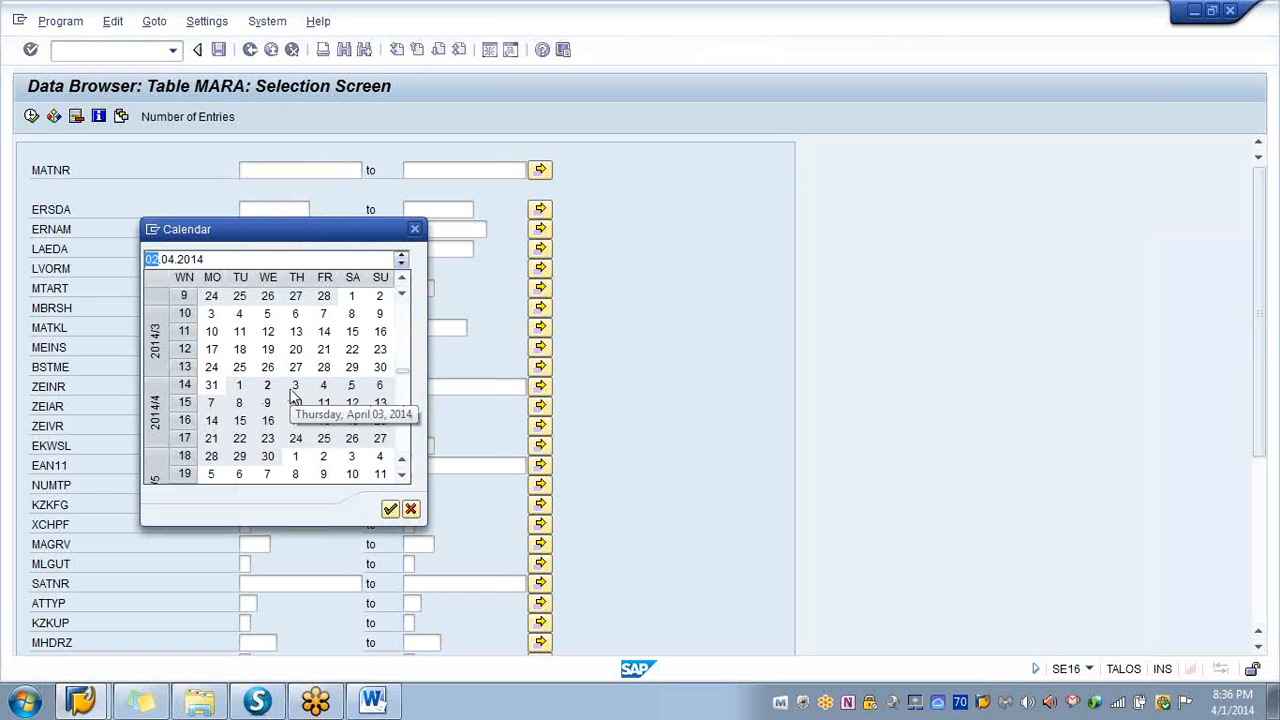 Program Edit Goto Settings System Help
Data Browser: Table MARA: Selection Screen
Number of Entries
MATNR to
ERSDA to
ERNAM
LAEDA
LVORM
MTART
MBRSH
MATKL
MEINS
BSTME
ZEINR
ZEIAR
ZEIVR
EKWSL
EAN11
NUMTP
KZKFG
XCHPF
MAGRV to
MLGUT to
SATNR to
ATTYP to
KZKUP to
MHDRZ to
Calendar
02.04.2014
WN MO TU WE TH FR SA SU
9 24 25 26 27 28 1 2
10 3 4 5 6 7 8 9
2014/3
11 10 11 12 13 14 15 16
12 17 18 19 20 21 22 23
13 24 25 26 27 28 29 30
14 31 1 2 3 4 5 6
2014/4
15 7 8 9 11 12 13
Thursday, April 03, 2014
16 14 15 16
17 21 22 23 24 25 26 27
18 28 29 30 1 2 3 4
19 5 6 7 8 9 10 11
SAP
SE16 TALOS INS
S N 70
8:36 PM
4/1/2014